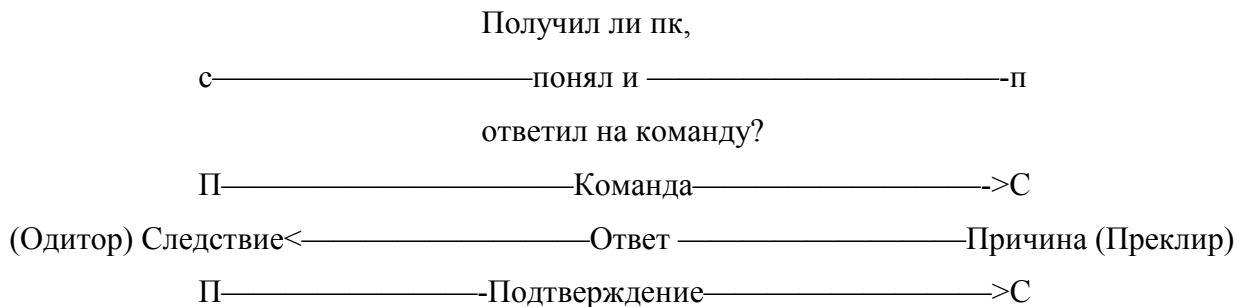 Получил ли пк,
с————————————понял и —————————————-п
ответил на команду?
П————————————Команда——————————->С
(Одитор) Следствие<——————————Ответ ——————————Причина (Преклир)
П—————————-Подтверждение——————————>С